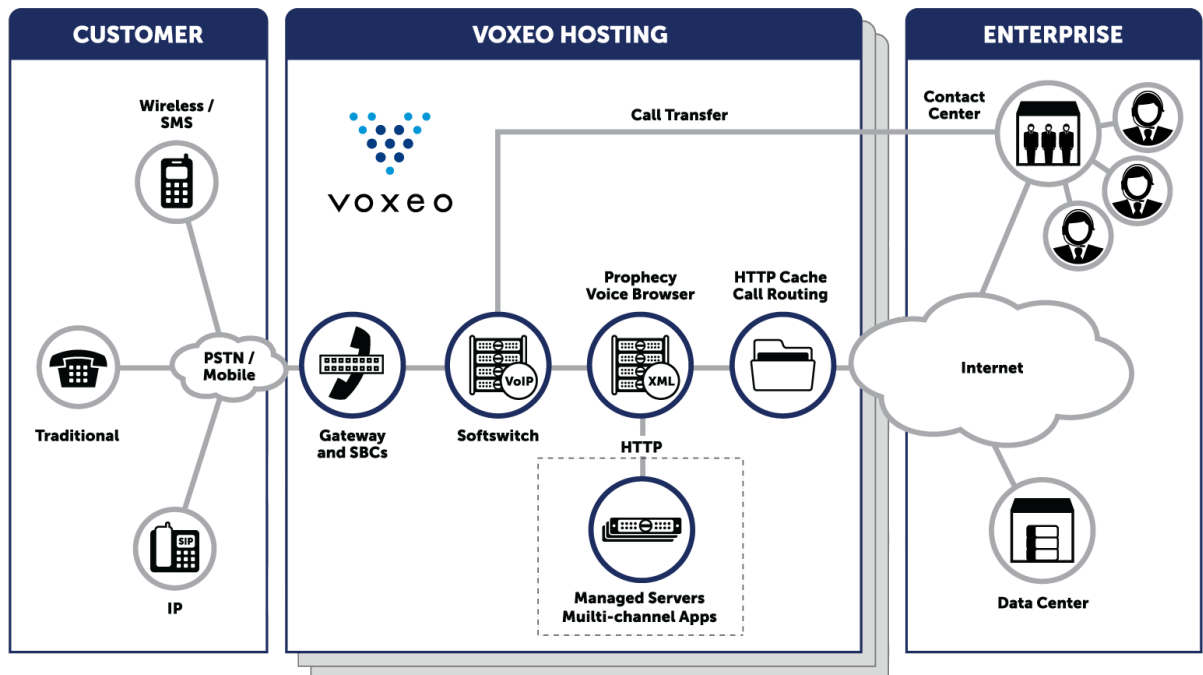 CUSTOMER
VOXEO HOSTING
ENTERPRISE
Wireless /
SMS
Traditional
IP
SIP
PSTN /
Mobile
voxeo
Call Transfer
Gateway
and SBCs
VoIP
Softswitch
Prophecy
Voice Browser
XML
HTTP
Managed Servers
Muilti-channel Apps
HTTP Cache
Call Routing
Contact
Center
Internet
Data Center